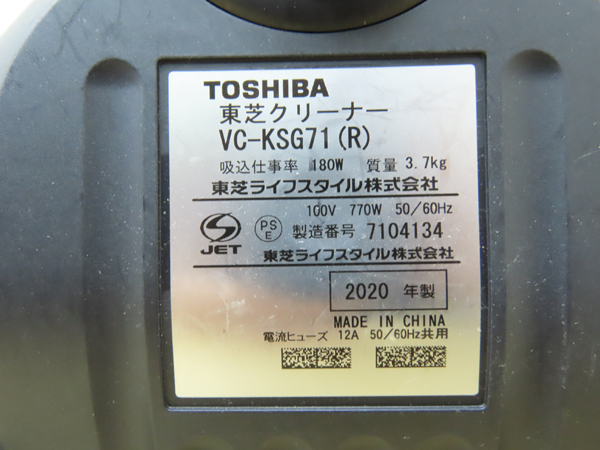 TOSHIBA
東芝クリーナー
VC-KSG71(R)
吸込仕事率 180W 質量 3.7kg
東芝ライフスタイル株式会社
100V 770W 50/60Hz
JET PSE 製造番号 7104134
東芝ライフスタイル株式会社
2020 年製
MADE IN CHINA
電流ヒューズ 12A 50/60Hz共用